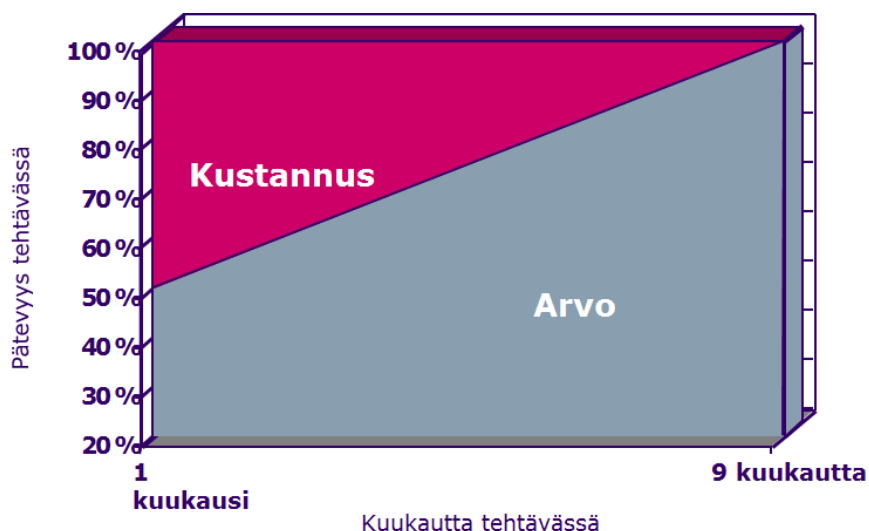 100 %
90 %
80 %
70 %
60 %
50 %
40 %
30 %
20 %
Pätevyys tehtävässä
Kustannus
Arvo
1
kuukausi
9 kuukautta
Kuukautta tehtävässä